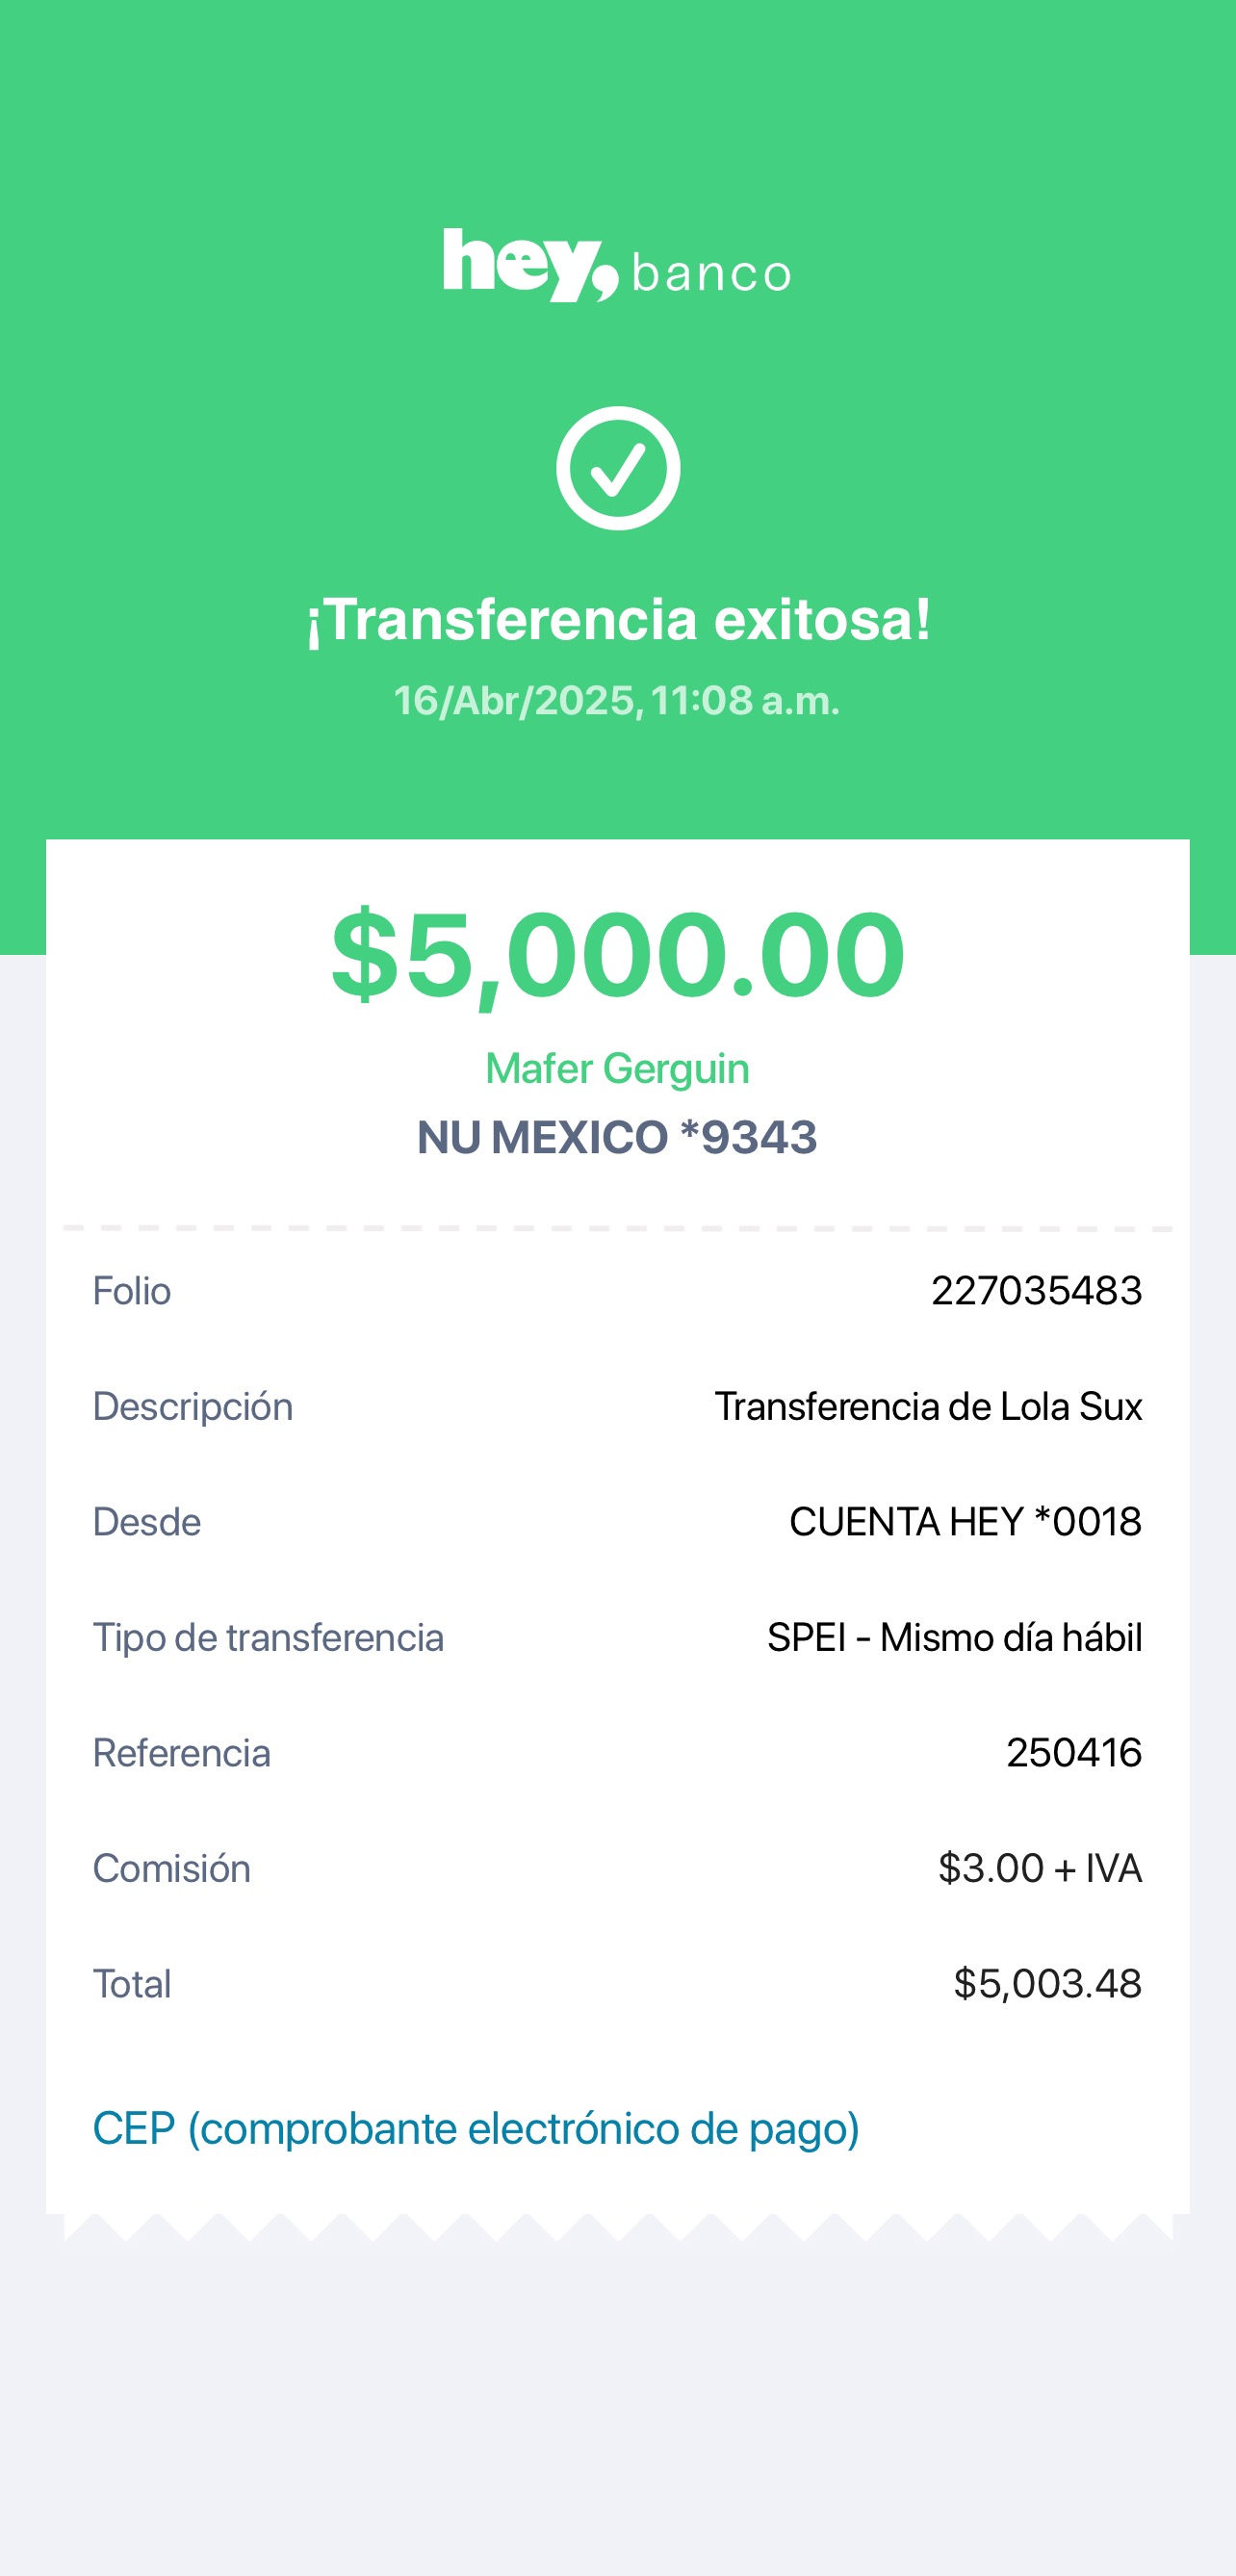 hey, banco
¡Transferencia exitosa!
16/Abr/2025, 11:08 a.m.
$5,000.00
Mafer Gerguin
NU MEXICO *9343
Folio 227035483
Descripción Transferencia de Lola Sux
Desde CUENTA HEY *0018
Tipo de transferencia SPEI - Mismo día hábil
Referencia 250416
Comisión $3.00 + IVA
Total $5,003.48
CEP (comprobante electrónico de pago)